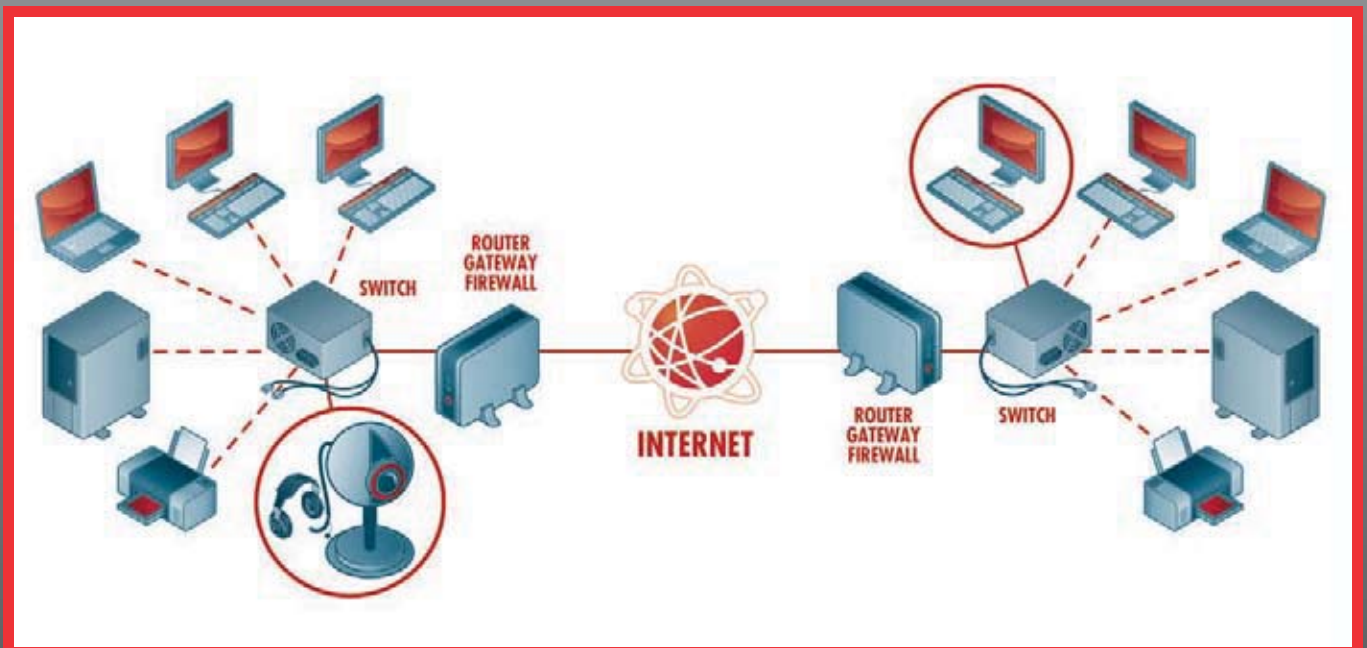 SWITCH
ROUTER
GATEWAY
FIREWALL
INTERNET
ROUTER
GATEWAY
FIREWALL
SWITCH